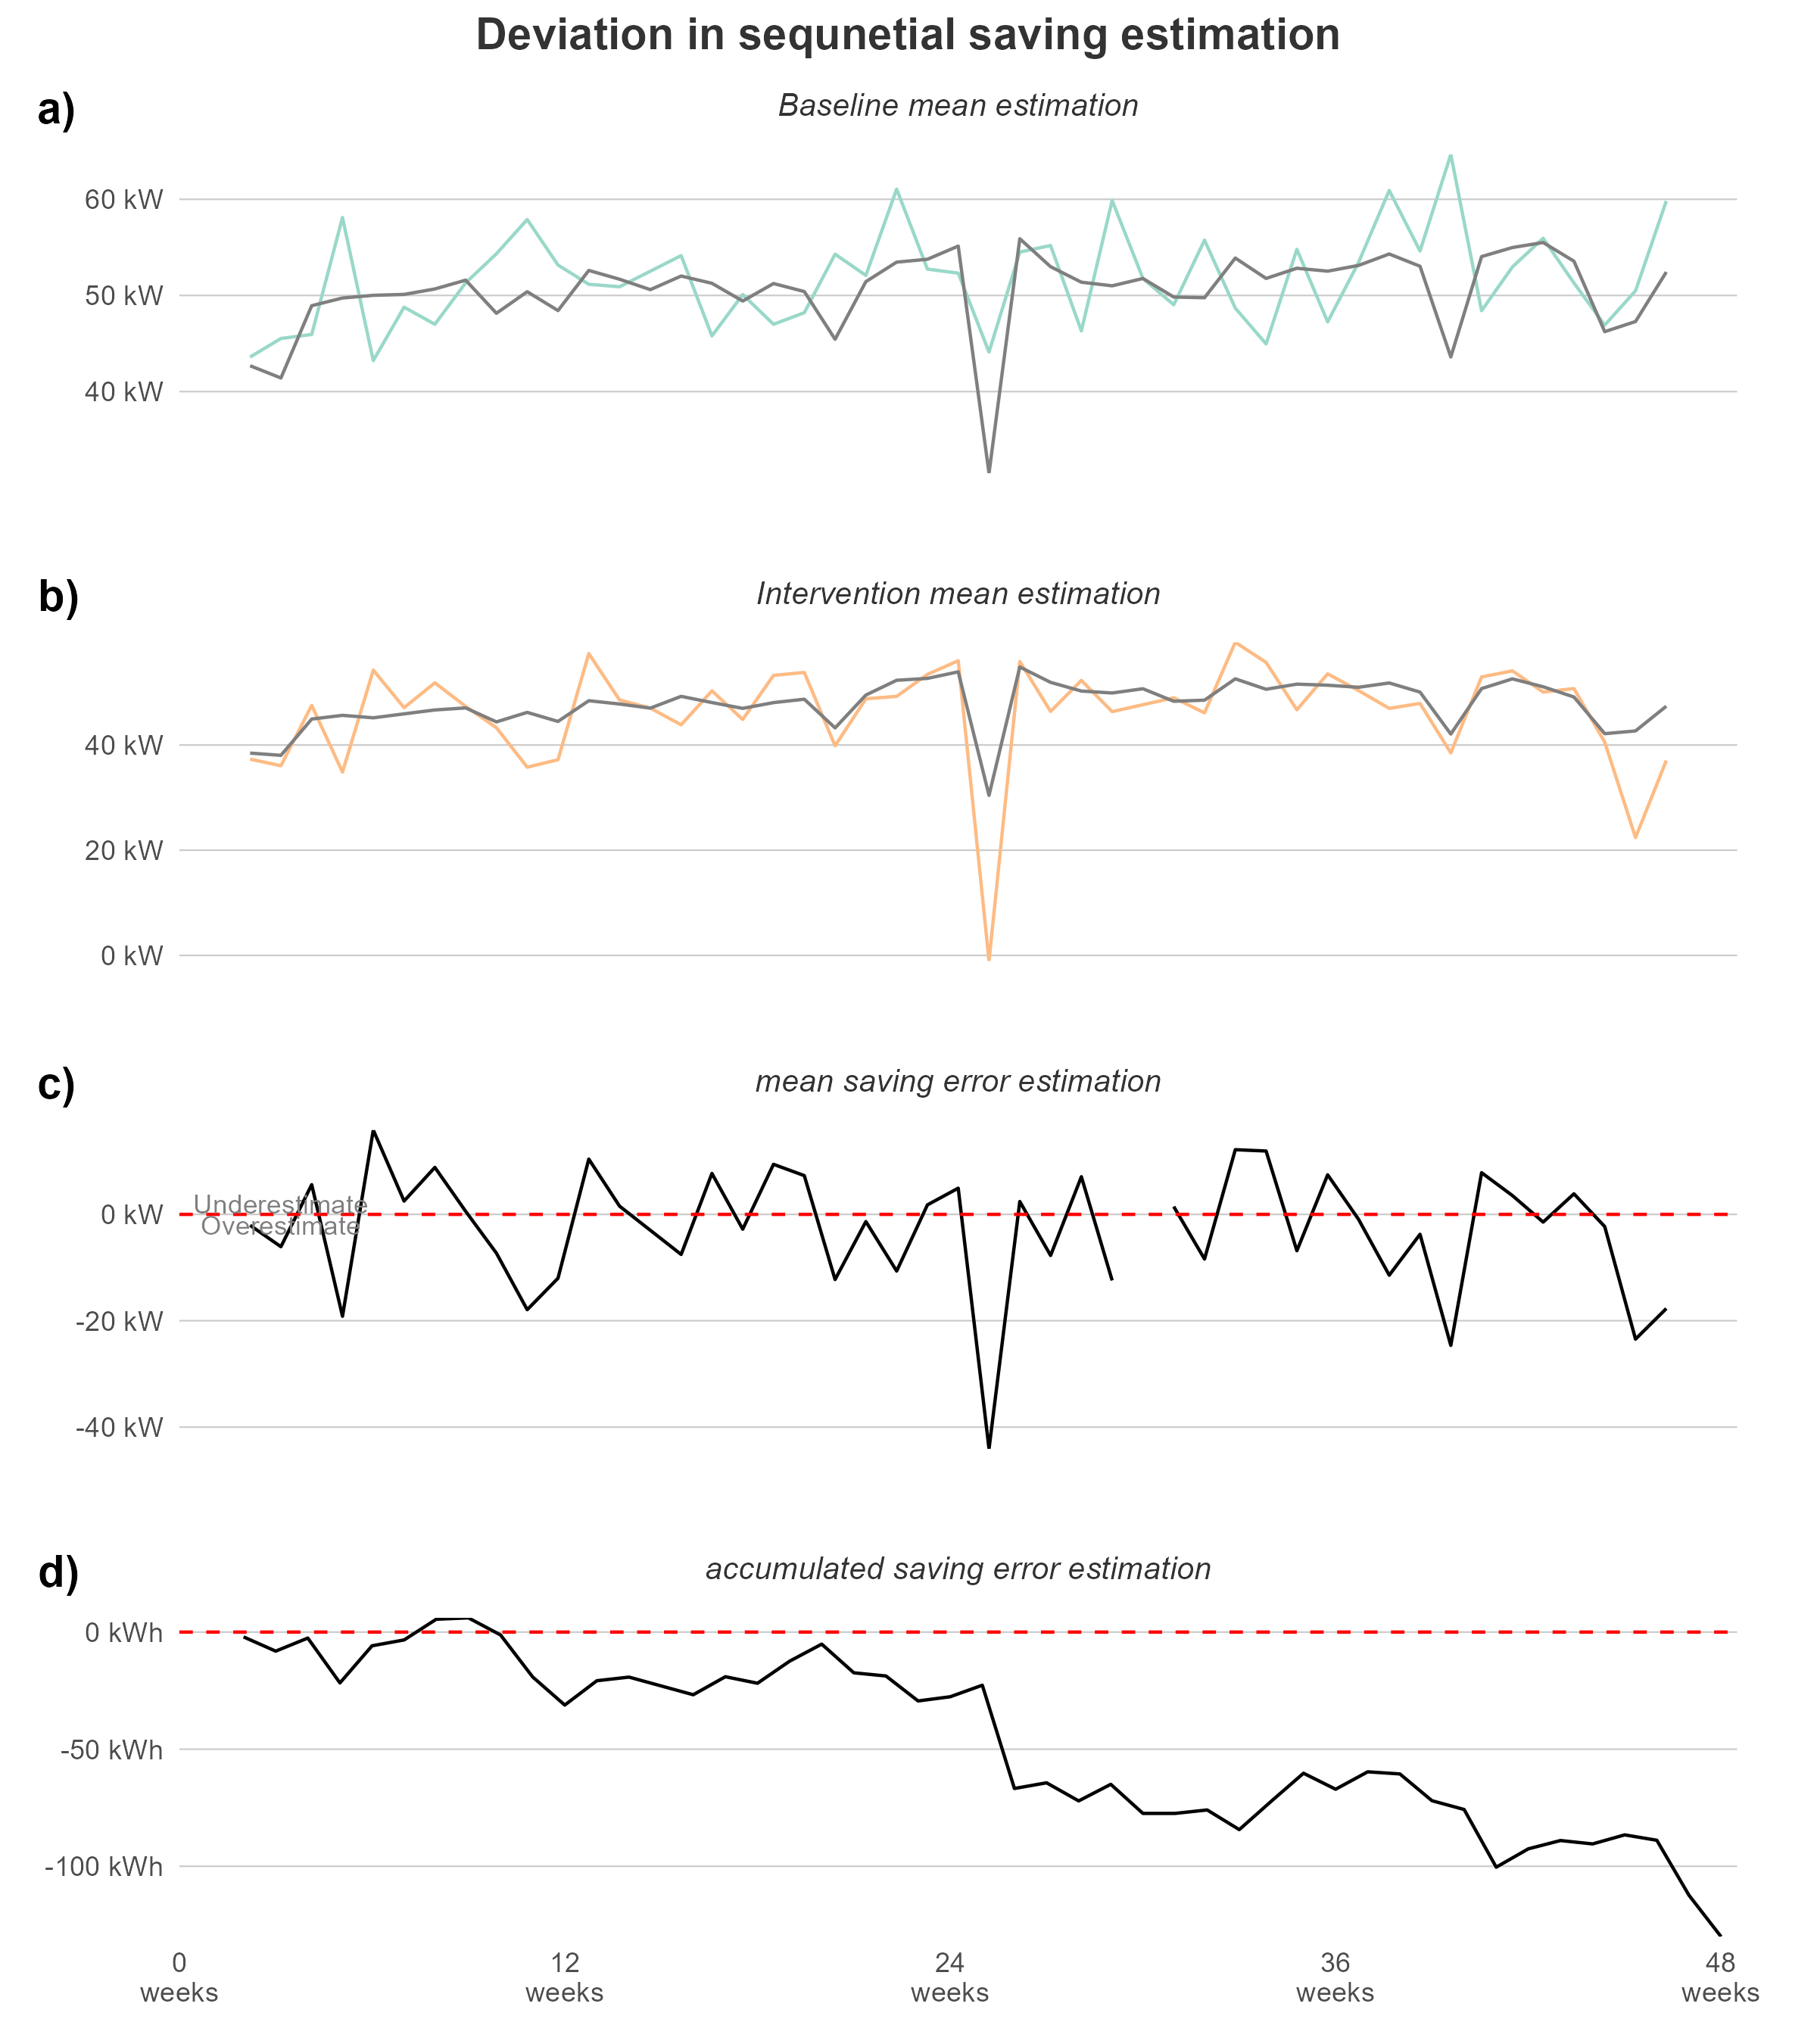 Deviation in sequnetial saving estimation
a)
Baseline mean estimation
60 kW
50 kW
40 kW
b)
Intervention mean estimation
40 kW
20 kW
0 kW
c)
mean saving error estimation
Underestimate
0 kW
Overestimate
-20 kW
-40 kW
d)
accumulated saving error estimation
0 kWh
-50 kWh
-100 kWh
0 12 24 36 48
weeks weeks weeks weeks weeks